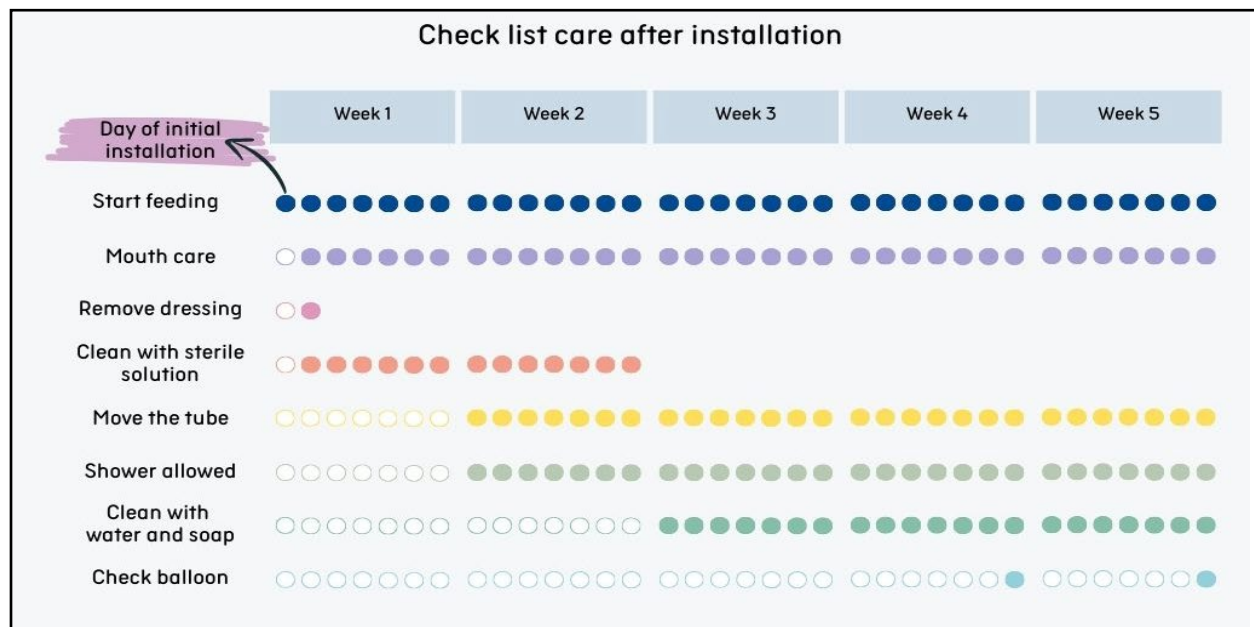 Check list care after installation
Week 1
Week 2
Week 3
Week 4
Week 5
Day of initial
installation
Start feeding
Mouth care
Remove dressing
Clean with sterile
solution
Move the tube
Shower allowed
Clean with
water and soap
Check balloon